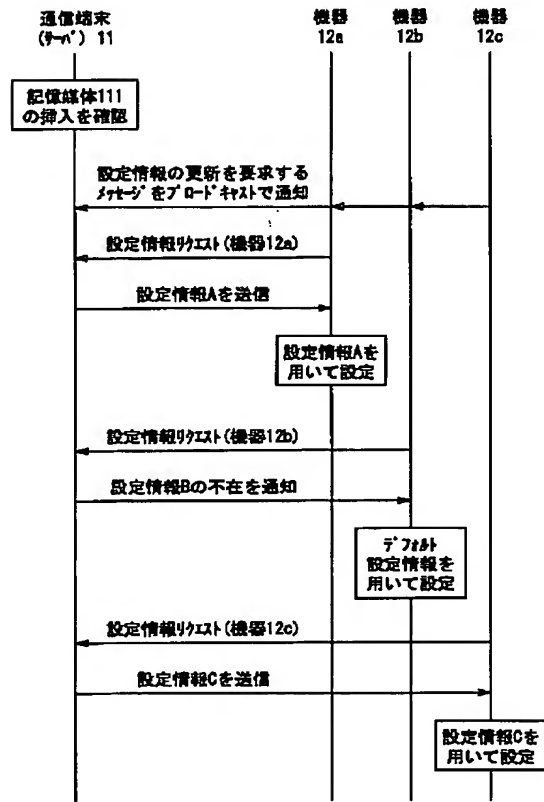 通信端末
(サーバ) 11
機器
12a
機器
12b
機器
12c
記憶媒体111
の挿入を確認
設定情報の更新を要求する
メッセージをブロードキャストで通知
設定情報リクエスト(機器12a)
設定情報Aを送信
設定情報Aを
用いて設定
設定情報リクエスト(機器12b)
設定情報Bの不在を通知
デフォルト
設定情報を
用いて設定
設定情報リクエスト(機器12c)
設定情報Cを送信
設定情報Cを
用いて設定